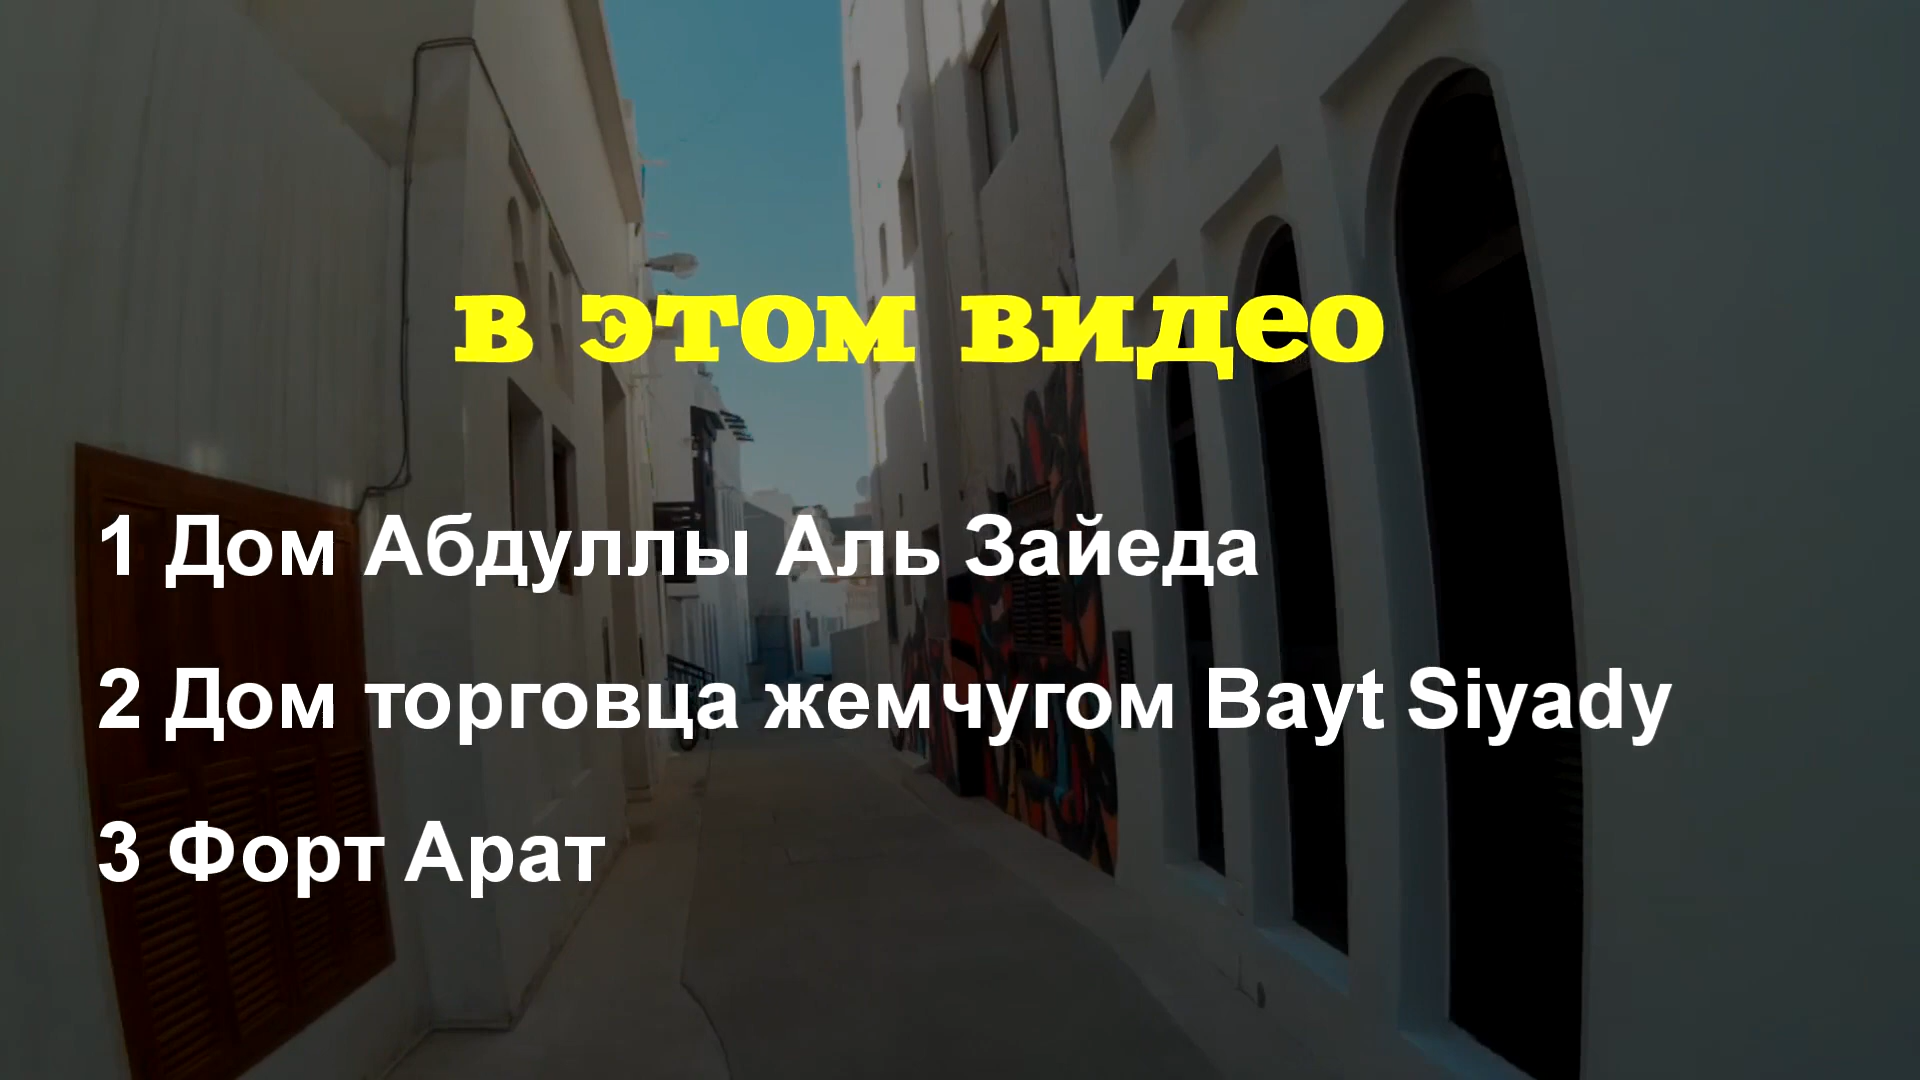 в этом видео
1 Дом Абдуллы Аль Зайеда
2 Дом торговца жемчугом Bayt Siyady
3 Форт Арат